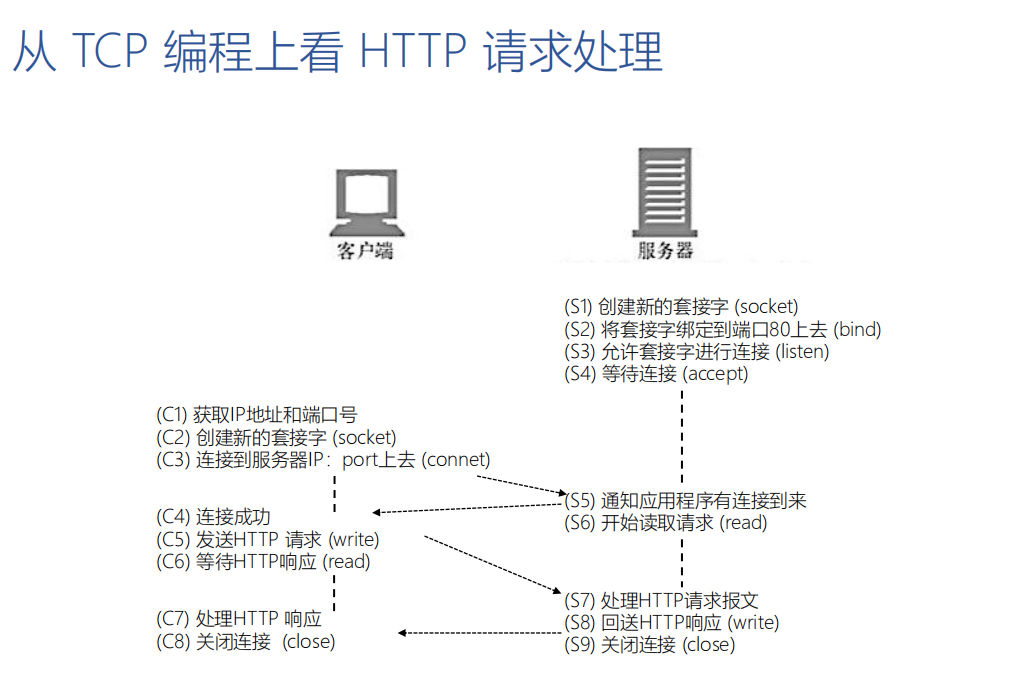 从 TCP 编程上看 HTTP 请求处理
客户端
服务器
(S1) 创建新的套接字 (socket)
(S2) 将套接字绑定到端口80上去 (bind)
(S3) 允许套接字进行连接 (listen)
(S4) 等待连接 (accept)
(C1) 获取IP地址和端口号
(C2) 创建新的套接字 (socket)
(C3) 连接到服务器IP：port上去 (connet)
(S5) 通知应用程序有连接到来
(S6) 开始读取请求 (read)
(C4) 连接成功
(C5) 发送HTTP 请求 (write)
(C6) 等待HTTP响应 (read)
(S7) 处理HTTP请求报文
(S8) 回送HTTP响应 (write)
(S9) 关闭连接 (close)
(C7) 处理HTTP 响应
(C8) 关闭连接  (close)